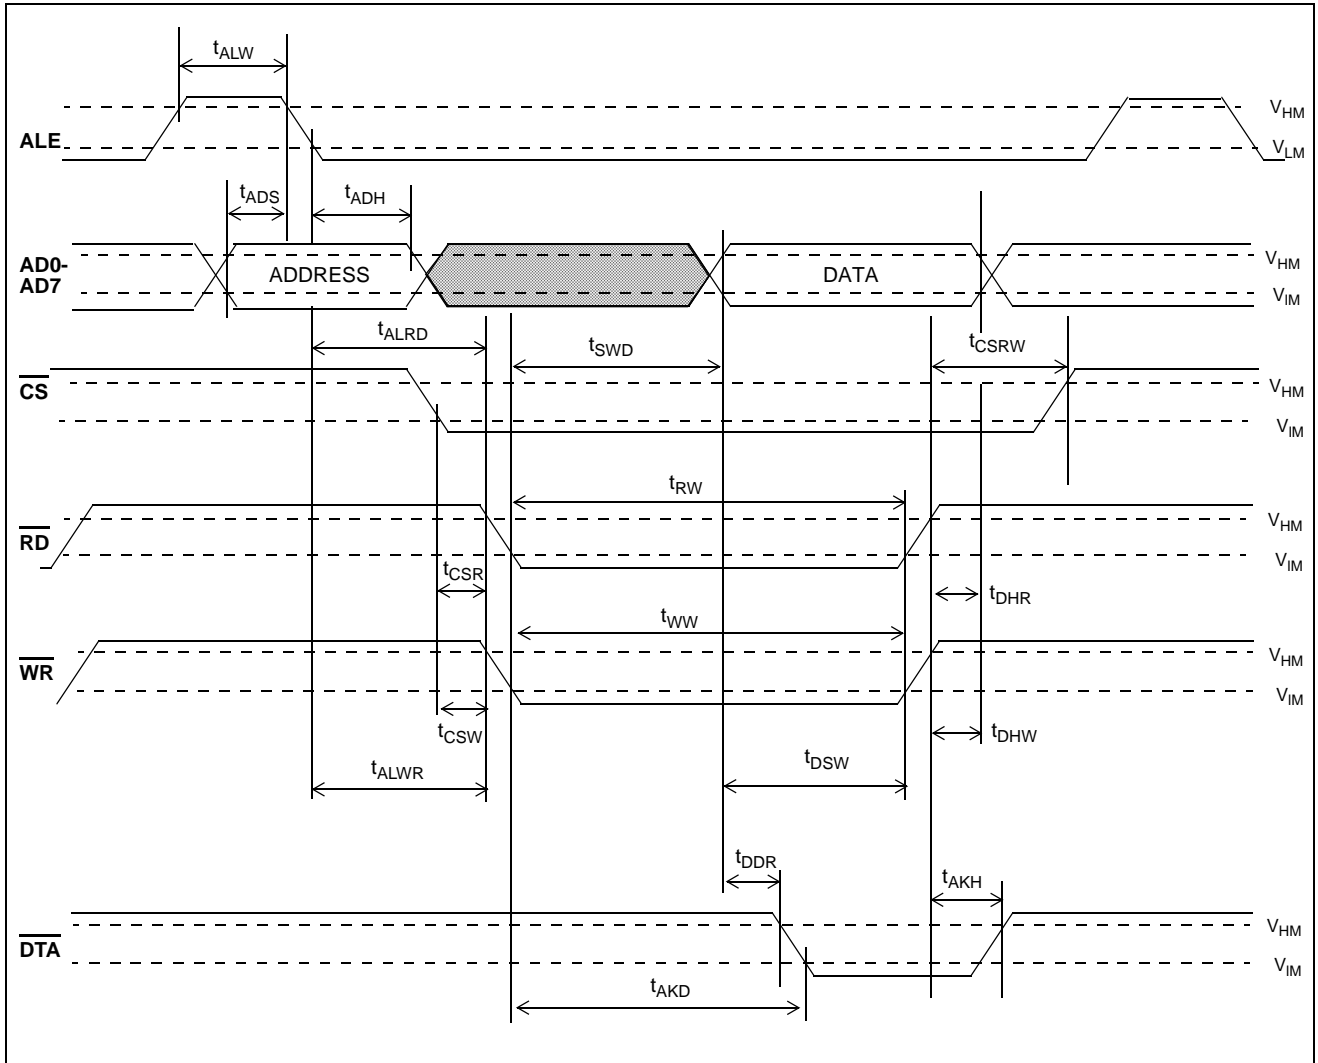 tALW
VHM
ALE
VLM
tADS
tADH
AD0-
AD7
ADDRESS
DATA
VHM
VIM
tALRD
tSWD
tCSRW
CS
VHM
VIM
tRW
RD
VHM
VIM
tCSR
tDHR
tWW
WR
VHM
VIM
tCSW
tDHW
tALWR
tDSW
tDDR
tAKH
DTA
VHM
VIM
tAKD